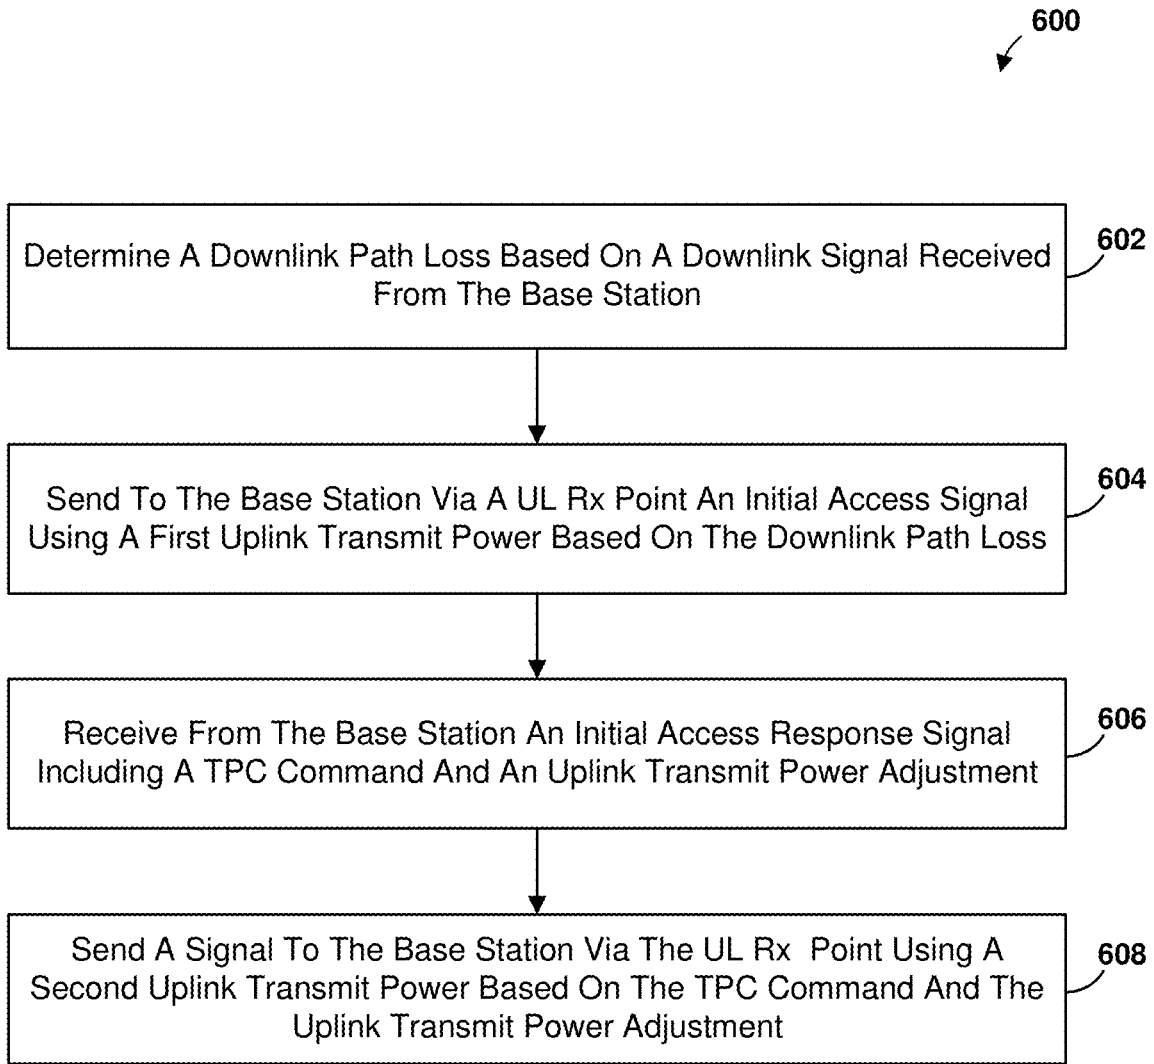 600
Determine A Downlink Path Loss Based On A Downlink Signal Received
From The Base Station
602
Send To The Base Station Via A UL Rx Point An Initial Access Signal
Using A First Uplink Transmit Power Based On The Downlink Path Loss
604
Receive From The Base Station An Initial Access Response Signal
Including A TPC Command And An Uplink Transmit Power Adjustment
606
Send A Signal To The Base Station Via The UL Rx Point Using A
Second Uplink Transmit Power Based On The TPC Command And The
Uplink Transmit Power Adjustment
608